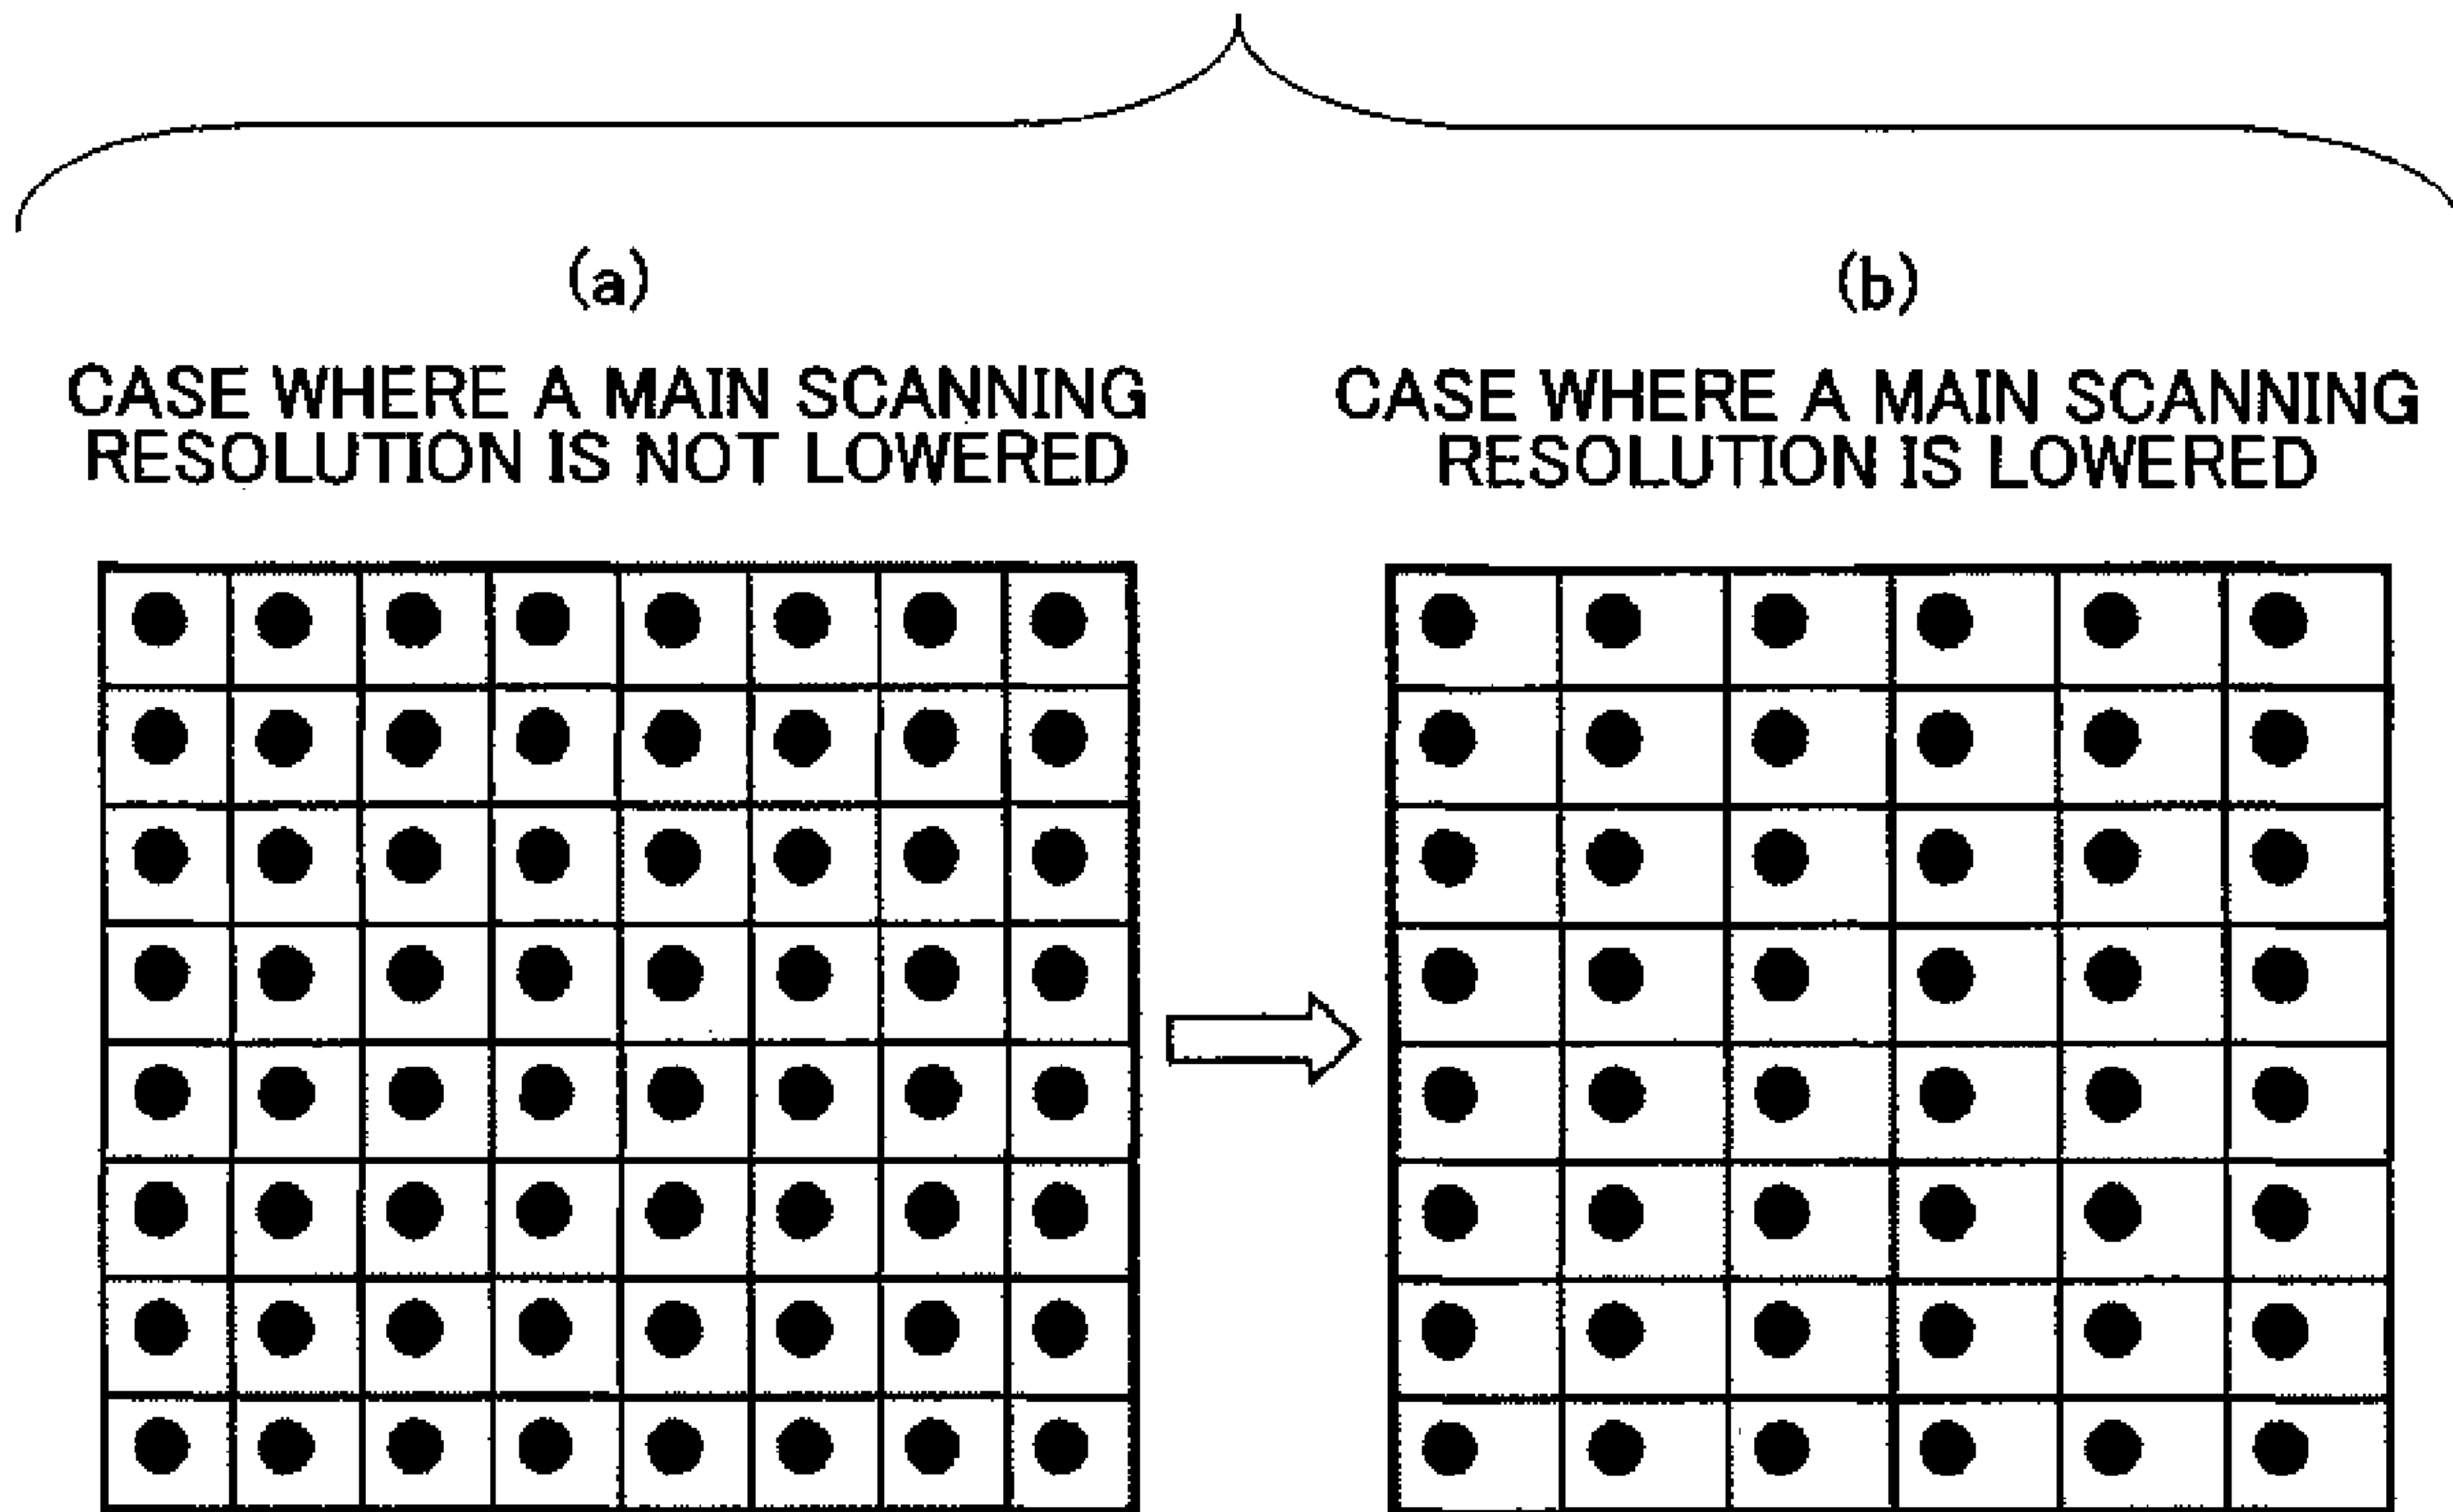 (a)
CASE WHERE A MAIN SCANNING
RESOLUTION IS NOT LOWERED
(b)
CASE WHERE A MAIN SCANNING
RESOLUTION IS LOWERED